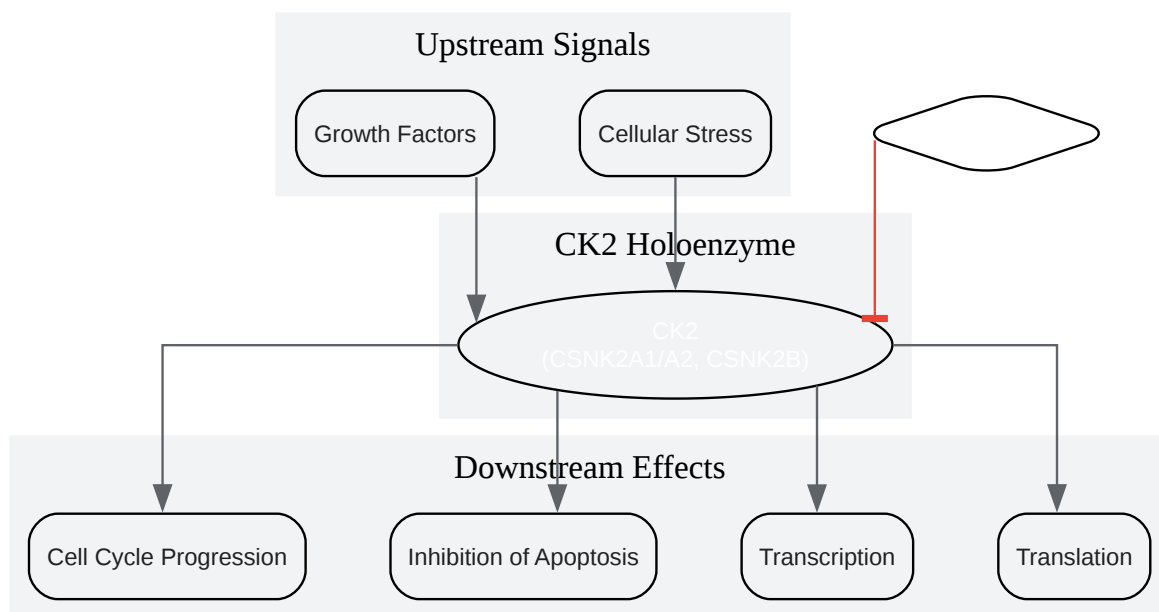 Upstream Signals
Growth Factors
Cellular Stress
CK2 Holoenzyme
CK2
(CSNK2A1/A2, CSNK2B)
Downstream Effects
Cell Cycle Progression
Inhibition of Apoptosis
Transcription
Translation